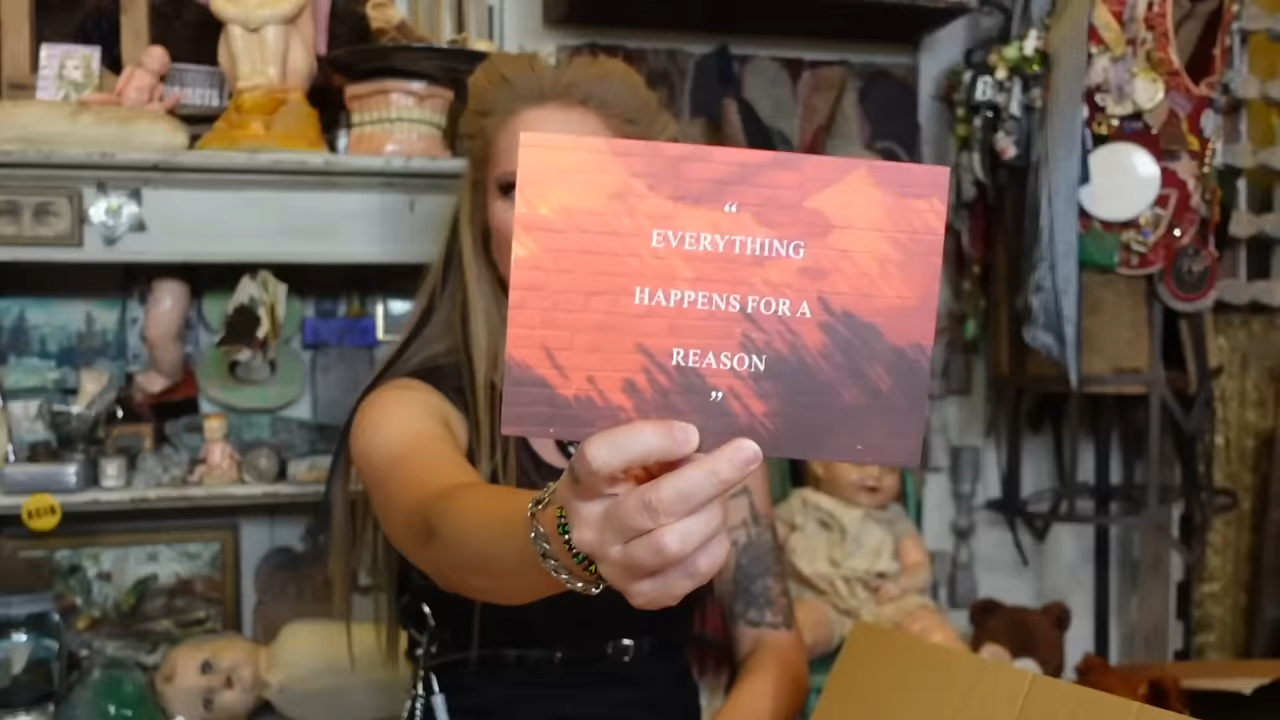 “
EVERYTHING
HAPPENS FOR A
REASON
”